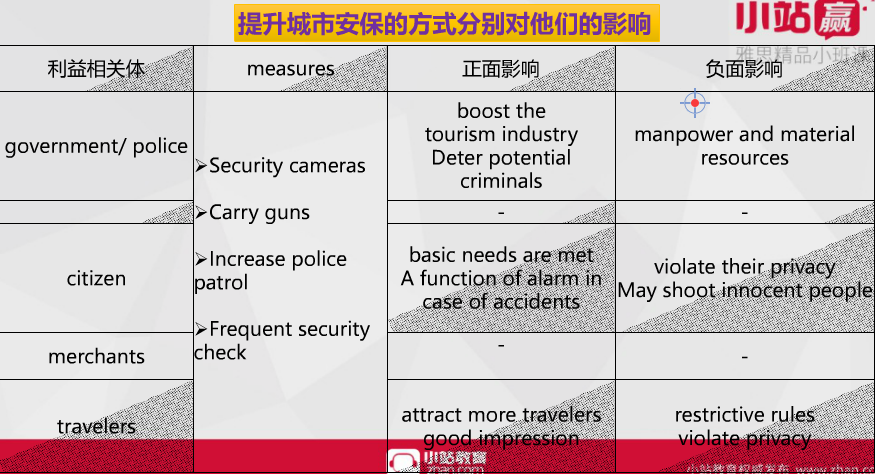 提升城市安保的方式分别对他们的影响
小站赢
雅思精品小班课
利益相关体
measures
正面影响
负面影响
government/ police
➢Security cameras
➢Carry guns
➢Increase police
patrol
➢Frequent security
check
boost the
tourism industry
Deter potential
criminals
manpower and material
resources
-
-
citizen
basic needs are met
A function of alarm in
case of accidents
violate their privacy
May shoot innocent people
merchants
-
-
travelers
attract more travelers
good impression
restrictive rules
violate privacy
小站教育
zhan.com
小站教育权威发布 www.zhan.com